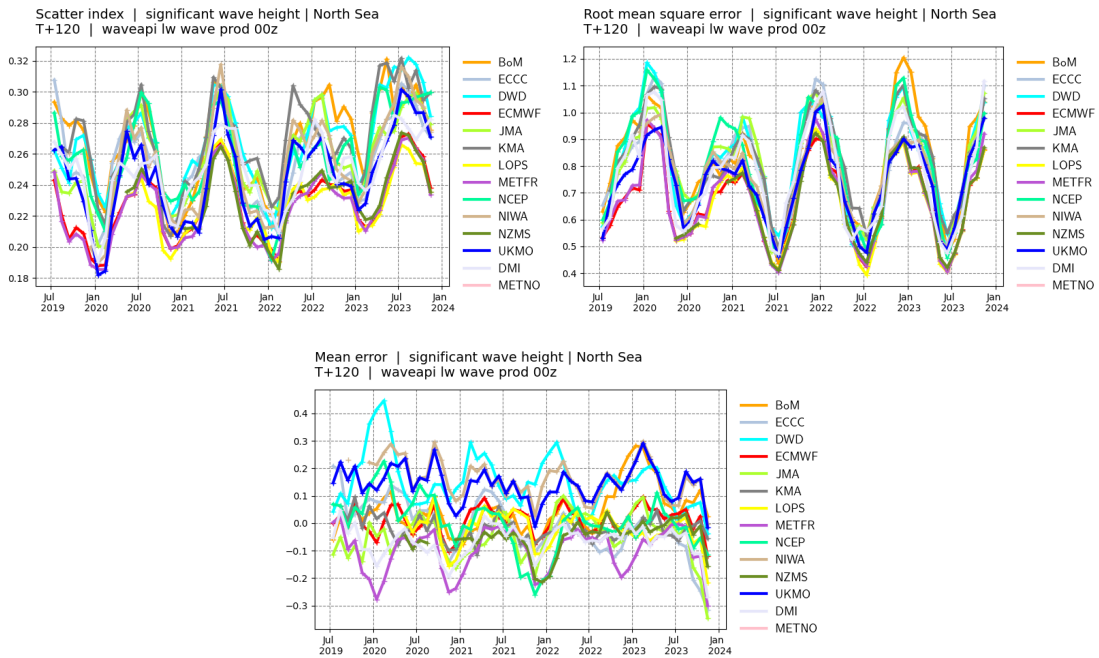 Scatter index | significant wave height | North Sea
T+120 | waveapi lw wave prod 00z
0.32
0.30
0.28
0.26
0.24
0.22
0.20
0.18
Jul Jan Jul Jan Jul Jan Jul Jan Jul Jan
2019 2020 2020 2021 2021 2022 2022 2023 2023 2024
BoM
ECCC
DWD
ECMWF
JMA
KMA
LOPS
METFR
NCEP
NIWA
NZMS
UKMO
DMI
METNO
Root mean square error | significant wave height | North Sea
T+120 | waveapi lw wave prod 00z
1.2
1.1
1.0
0.9
0.8
0.7
0.6
0.5
0.4
Jul Jan Jul Jan Jul Jan Jul Jan Jul Jan
2019 2020 2020 2021 2021 2022 2022 2023 2023 2024
BoM
ECCC
DWD
ECMWF
JMA
KMA
LOPS
METFR
NCEP
NIWA
NZMS
UKMO
DMI
METNO
Mean error | significant wave height | North Sea
T+120 | waveapi lw wave prod 00z
0.4
0.3
0.2
0.1
0.0
−0.1
−0.2
−0.3
Jul Jan Jul Jan Jul Jan Jul Jan Jul Jan
2019 2020 2020 2021 2021 2022 2022 2023 2023 2024
BoM
ECCC
DWD
ECMWF
JMA
KMA
LOPS
METFR
NCEP
NIWA
NZMS
UKMO
DMI
METNO